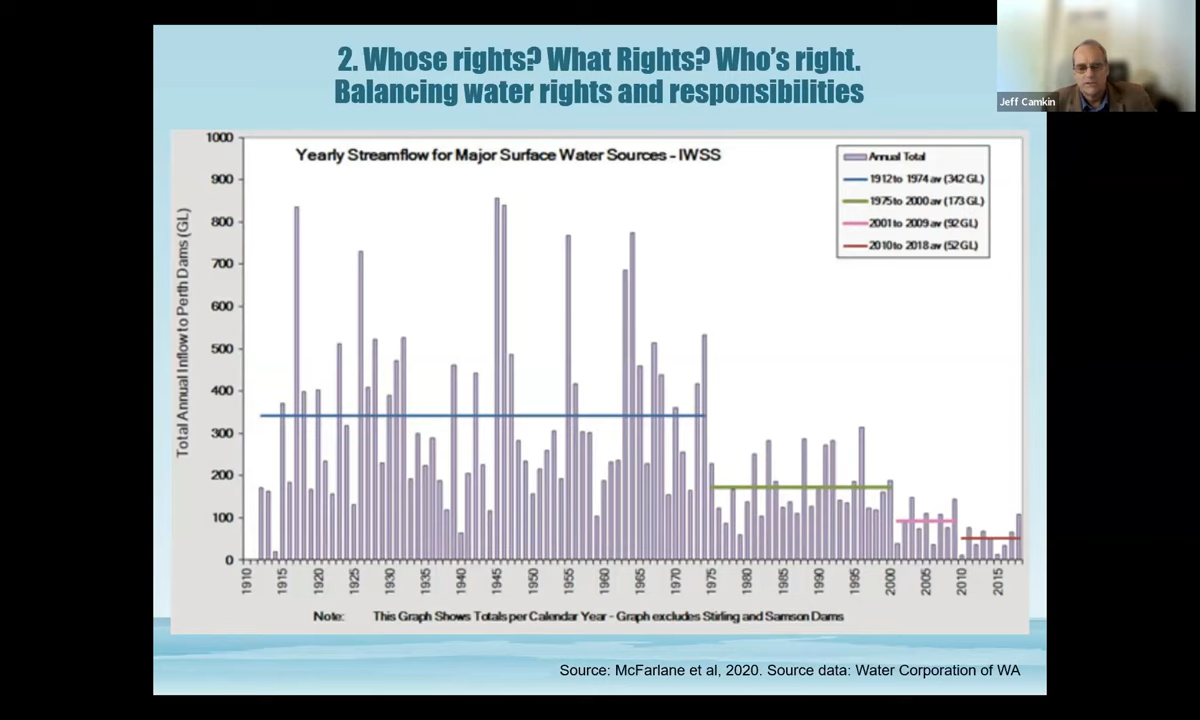 2. Whose rights? What Rights? Who's right.
Balancing water rights and responsibilities
Jeff Camkin
Yearly Streamflow for Major Surface Water Sources - IWSS
Annual Total
1912 to 1974 av (342 GL)
1975 to 2000 av (173 GL)
2001 to 2009 av (92 GL)
2010 to 2018 av (52 GL)
Total Annual Inflow to Perth Dams (GL)
1000
900
800
700
600
500
400
300
200
100
0
1910 1915 1920 1925 1930 1935 1940 1945 1950 1955 1960 1965 1970 1975 1980 1985 1990 1995 2000 2005 2010 2015
Note: This Graph Shows Totals per Calendar Year - Graph excludes Stirling and Samson Dams
Source: McFarlane et al, 2020. Source data: Water Corporation of WA